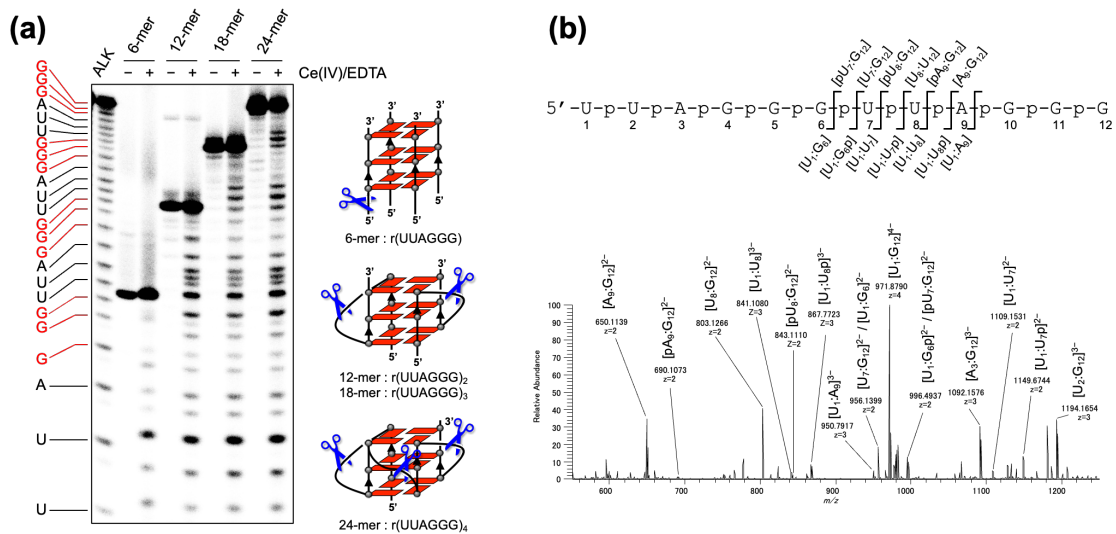 (a)
6-mer
12-mer
18-mer
24-mer
ALK
– + – + – + – +
Ce(IV)/EDTA
G
G
G
A
U
U
G
G
G
A
U
U
G
G
G
A
U
U
G
G
G
A
U
U
3' 3'
5' 5'
6-mer : r(UUAGGG)
3' 3'
5' 5'
12-mer : r(UUAGGG)2
18-mer : r(UUAGGG)3
3'
5'
24-mer : r(UUAGGG)4
(b)
[pU7:G12]
[U7:G12]
[pU8:G12]
[U8:U12]
[pA9:G12]
[A9:G12]
5' - U p U p A p G p G p G p U p U p A p G p G p G
1 2 3 4 5 6 7 8 9 10 11 12
[U1:G6]
[U1:G6p]
[U1:U7]
[U1:U7p]
[U1:U8]
[U1:U8p]
[U1:A9]
Relative Abundance
100
90
80
70
60
50
40
30
20
10
0
[A9:G12]2-
650.1139
z=2
[pA9:G12]2-
690.1073
z=2
[U8:G12]2-
803.1266
z=2
[U1:U8]3-
841.1080
Z=3
[pU8:G12]2-
843.1110
Z=2
[U1:U8p]3-
867.7723
Z=3
[U1:A9]3-
950.7917
z=3
[U7:G12]2- / [U1:G6]2-
956.1399
z=2
[U1:G12]4-
971.8790
z=4
[U1:G6p]2- / [pU7:G12]2-
996.4937
z=2
[A3:G12]3-
1092.1576
z=3
[U1:U7]2-
1109.1531
z=2
[U1:U7p]2-
1149.6744
z=2
[U2:G12]3-
1194.1654
z=3
600 700 800 900 1000 1100 1200
m/z